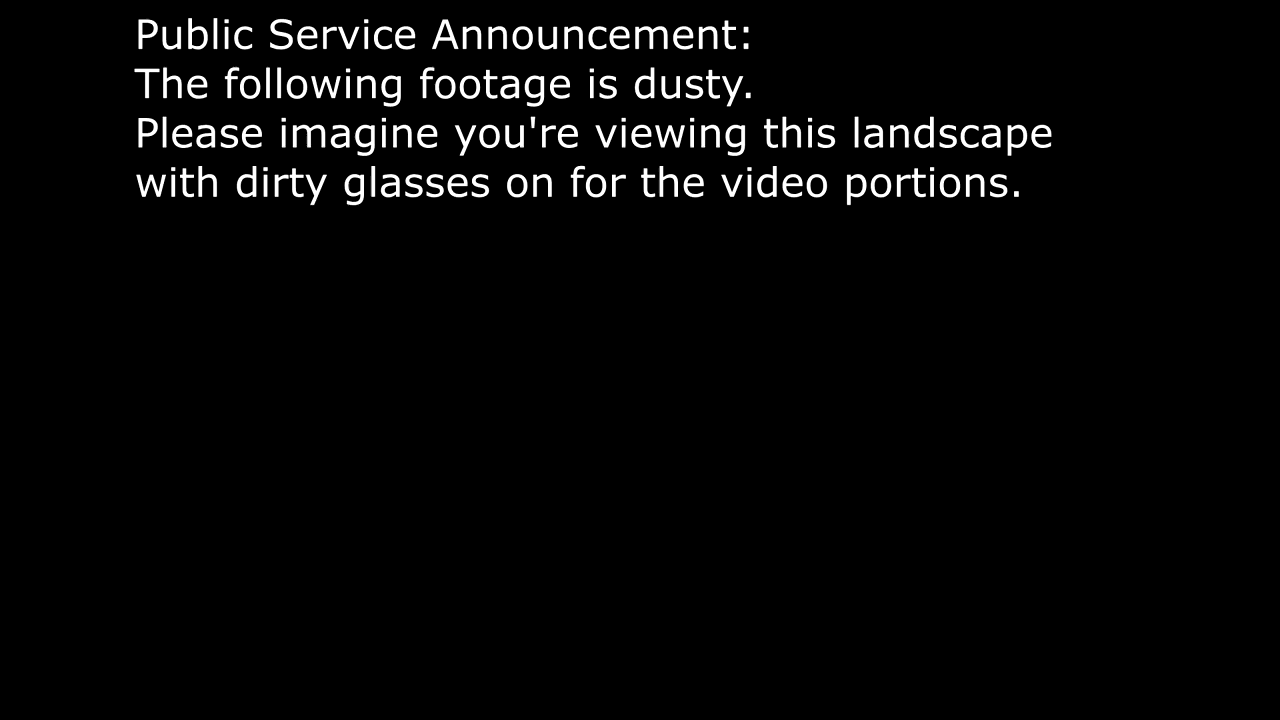 Public Service Announcement:
The following footage is dusty.
Please imagine you're viewing this landscape
with dirty glasses on for the video portions.